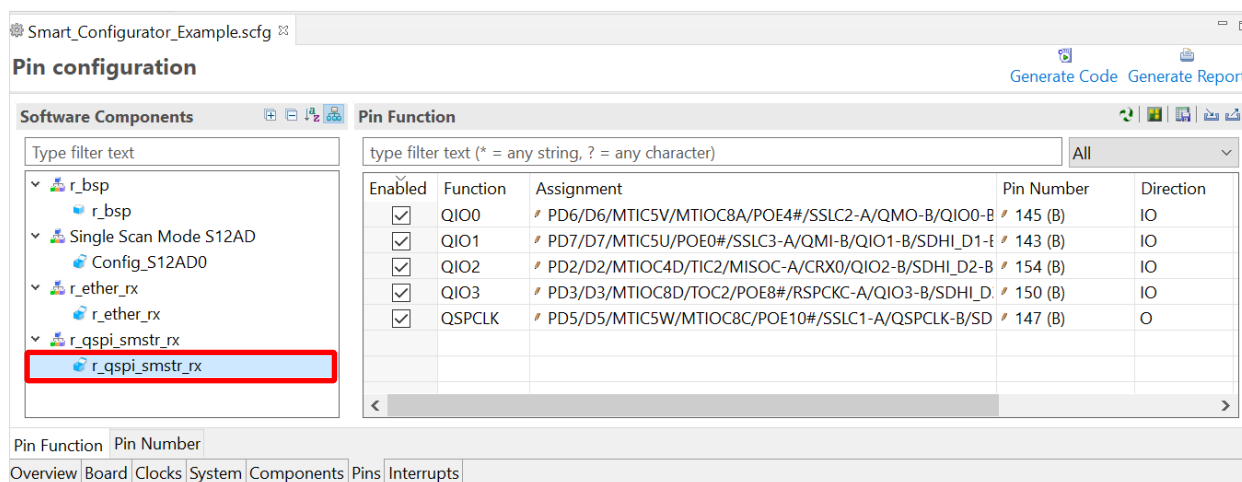 Smart_Configurator_Example.scfg
Pin configuration
Generate Code Generate Repor
Software Components
Pin Function
Type filter text
type filter text (* = any string, ? = any character)
All
r_bsp
r_bsp
Single Scan Mode S12AD
Config_S12AD0
r_ether_rx
r_ether_rx
r_qspi_smstr_rx
r_qspi_smstr_rx
Enabled Function Assignment Pin Number Direction
QIO0 PD6/D6/MTIC5V/MTIOC8A/POE4#/SSLC2-A/QMO-B/QIO0-B 145 (B) IO
QIO1 PD7/D7/MTIC5U/POE0#/SSLC3-A/QMI-B/QIO1-B/SDHI_D1-E 143 (B) IO
QIO2 PD2/D2/MTIOC4D/TIC2/MISOC-A/CRX0/QIO2-B/SDHI_D2-B 154 (B) IO
QIO3 PD3/D3/MTIOC8D/TOC2/POE8#/RSPCKC-A/QIO3-B/SDHI_D. 150 (B) IO
QSPCLK PD5/D5/MTIC5W/MTIOC8C/POE10#/SSLC1-A/QSPCLK-B/SD 147 (B) O
Pin Function Pin Number
Overview Board Clocks System Components Pins Interrupts